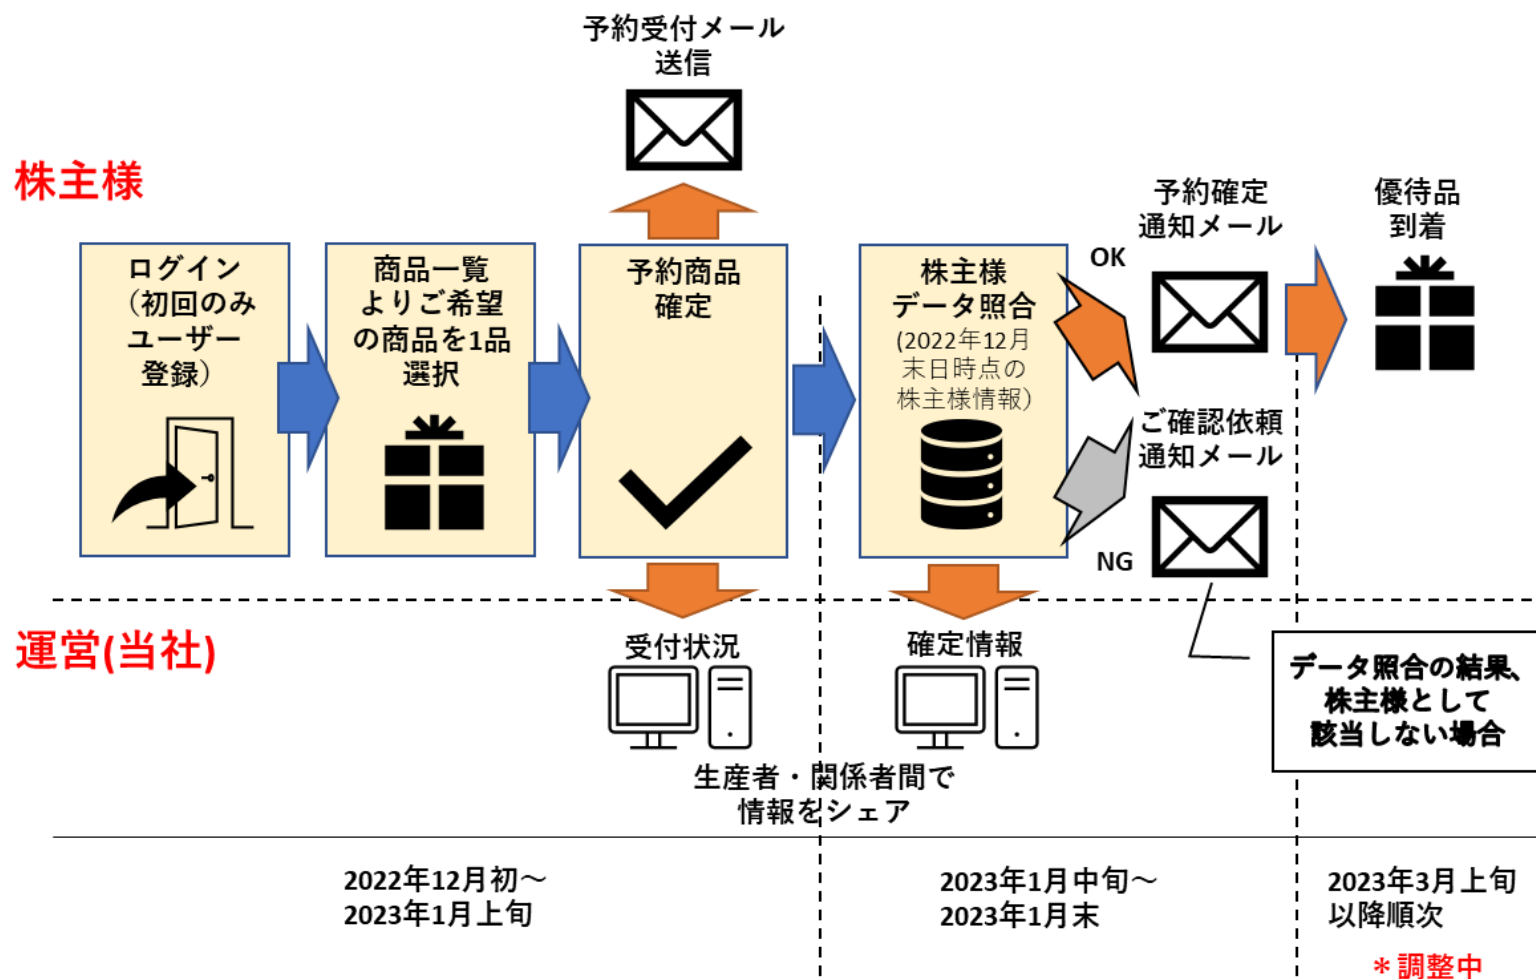 予約受付メール
送信
株主様
ログイン
（初回のみ
ユーザー
登録）
商品一覧
よりご希望
の商品を1品
選択
予約商品
確定
株主様
データ照合
(2022年12月
末日時点の
株主様情報)
OK
NG
予約確定
通知メール
ご確認依頼
通知メール
優待品
到着
運営(当社)
受付状況
確定情報
生産者・関係者間で
情報をシェア
データ照合の結果、
株主様として
該当しない場合
2022年12月初～
2023年1月上旬
2023年1月中旬～
2023年1月末
2023年3月上旬
以降順次
＊調整中